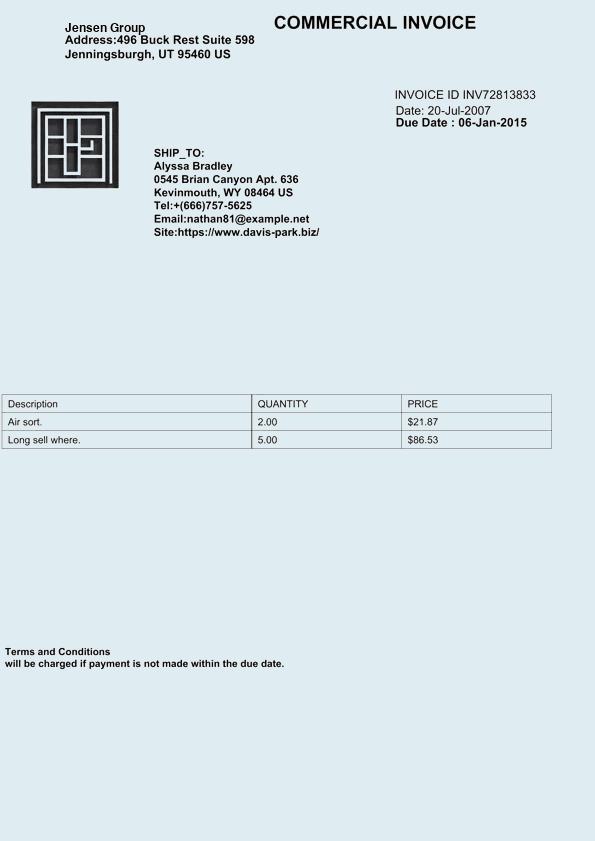 COMMERCIAL INVOICE
Jensen Group
Address:496 Buck Rest Suite 598
Jenningsburgh, UT 95460 US
INVOICE ID INV72813833
Date: 20-Jul-2007
Due Date : 06-Jan-2015
SHIP_TO:
Alyssa Bradley
0545 Brian Canyon Apt. 636
Kevinmouth, WY 08464 US
Tel:+(666)757-5625
Email:nathan81@example.net
Site:https://www.davis-park.biz/
Description QUANTITY PRICE
Air sort. 2.00 $21.87
Long sell where. 5.00 $86.53
Terms and Conditions
will be charged if payment is not made within the due date.